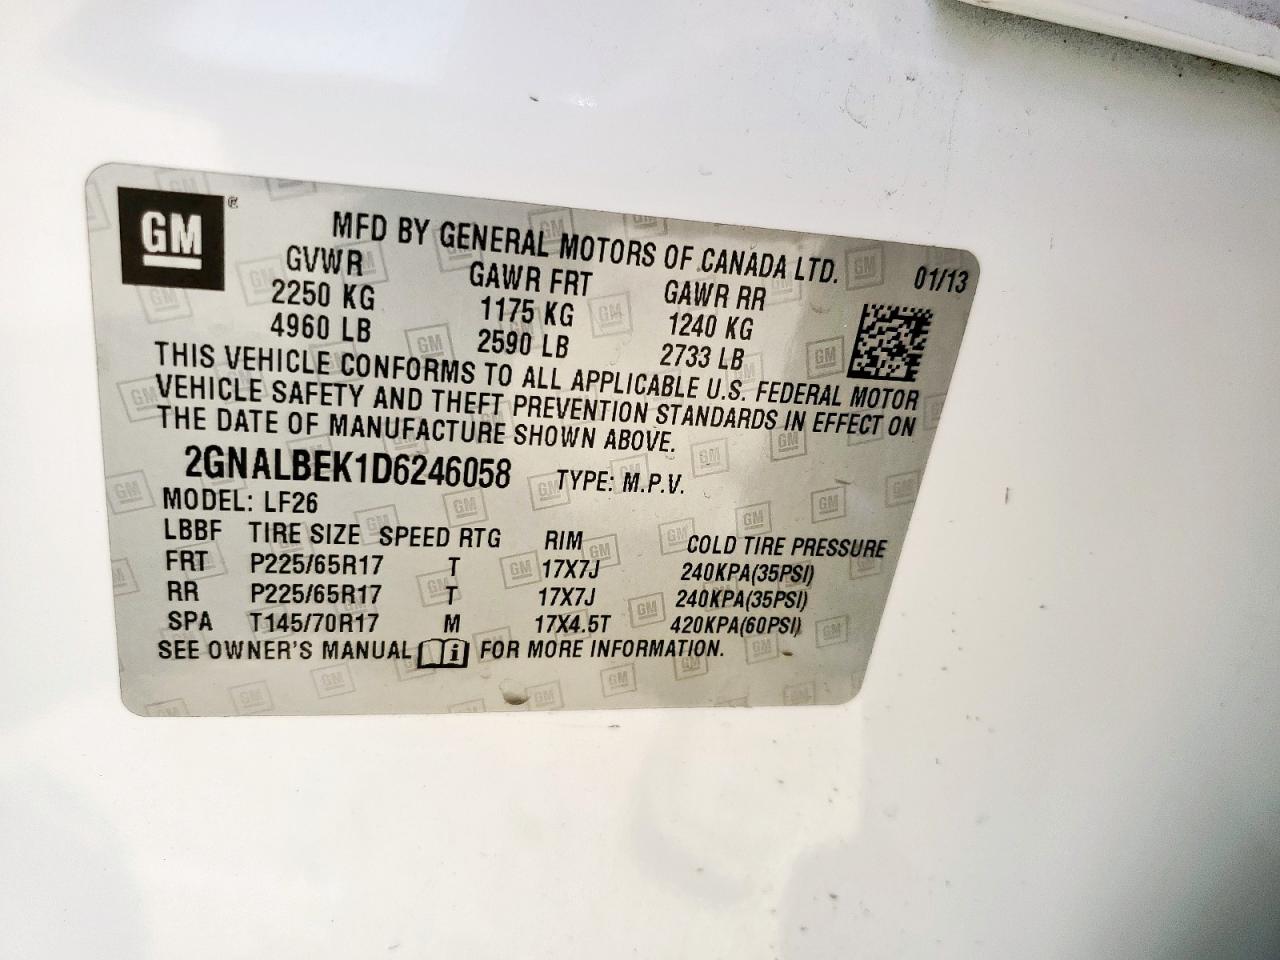 GM
MFD BY GENERAL MOTORS OF CANADA LTD. 01/13
GVWR GAWR FRT GAWR RR
2250 KG 1175 KG 1240 KG
4960 LB 2590 LB 2733 LB
THIS VEHICLE CONFORMS TO ALL APPLICABLE U.S. FEDERAL MOTOR
VEHICLE SAFETY AND THEFT PREVENTION STANDARDS IN EFFECT ON
THE DATE OF MANUFACTURE SHOWN ABOVE.
2GNALBEK1D6246058 TYPE: M.P.V.
MODEL: LF26
LBBF TIRE SIZE SPEED RTG RIM COLD TIRE PRESSURE
FRT P225/65R17 T 17X7J 240KPA(35PSI)
RR P225/65R17 T 17X7J 240KPA(35PSI)
SPA T145/70R17 M 17X4.5T 420KPA(60PSI)
SEE OWNER'S MANUAL i FOR MORE INFORMATION.